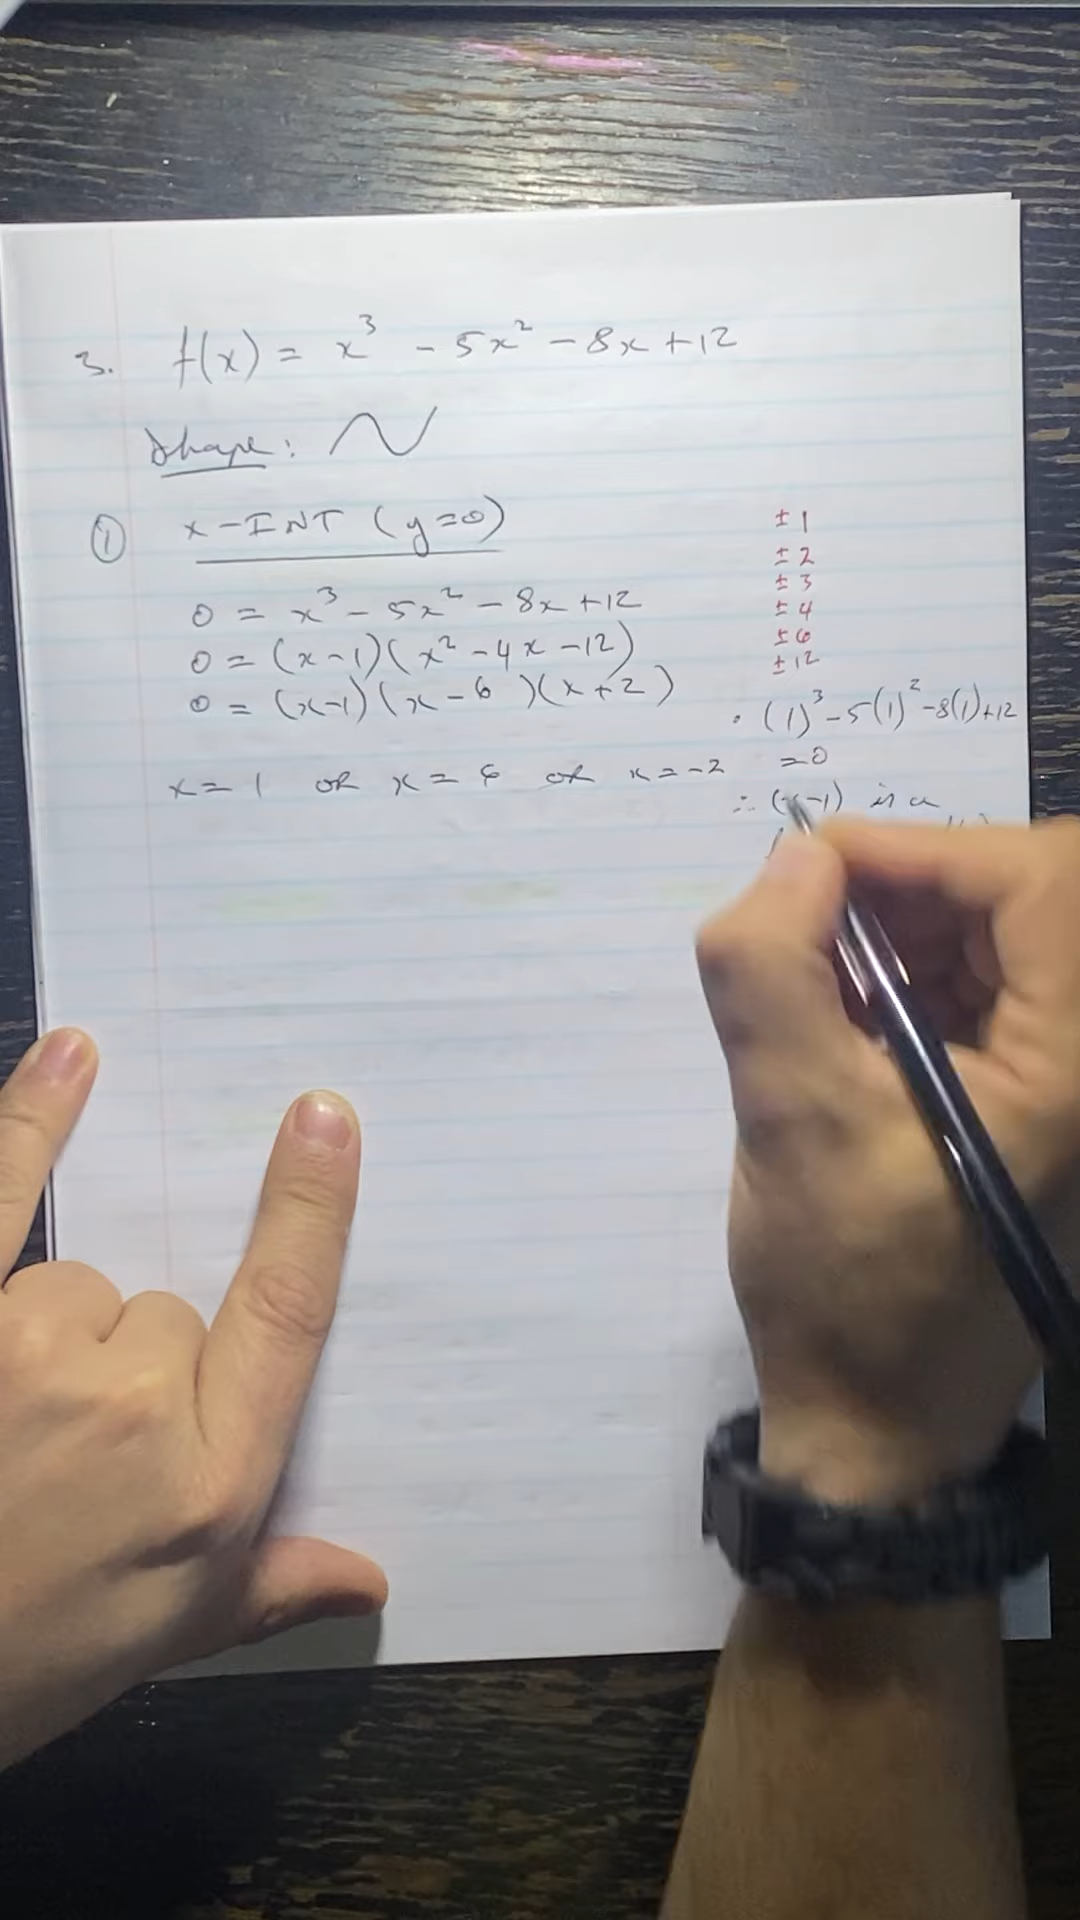 3. f(x) = x³ - 5x² - 8x + 12
Shape:
① x-INT (y=0)
0 = x³ - 5x² - 8x + 12
0 = (x-1)(x² - 4x - 12)
0 = (x-1)(x-6)(x+2)
x = 1 or x = 6 or x = -2
± 1
± 2
± 3
± 4
± 6
± 12
• (1)³ - 5(1)² - 8(1) + 12
= 0
∴ (x-1) is a